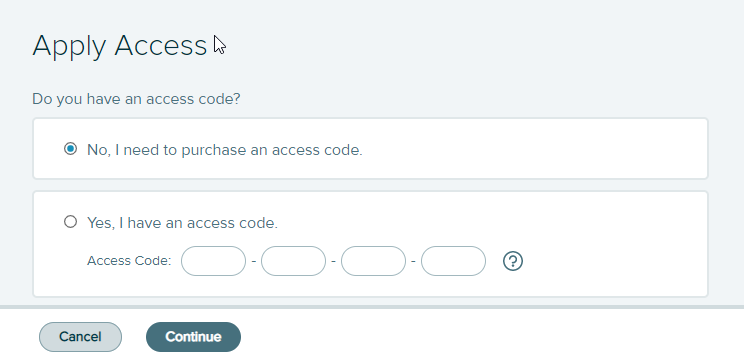 Apply Access
Do you have an access code?
No, I need to purchase an access code.
Yes, I have an access code.
Access Code: - - - ?
Cancel Continue